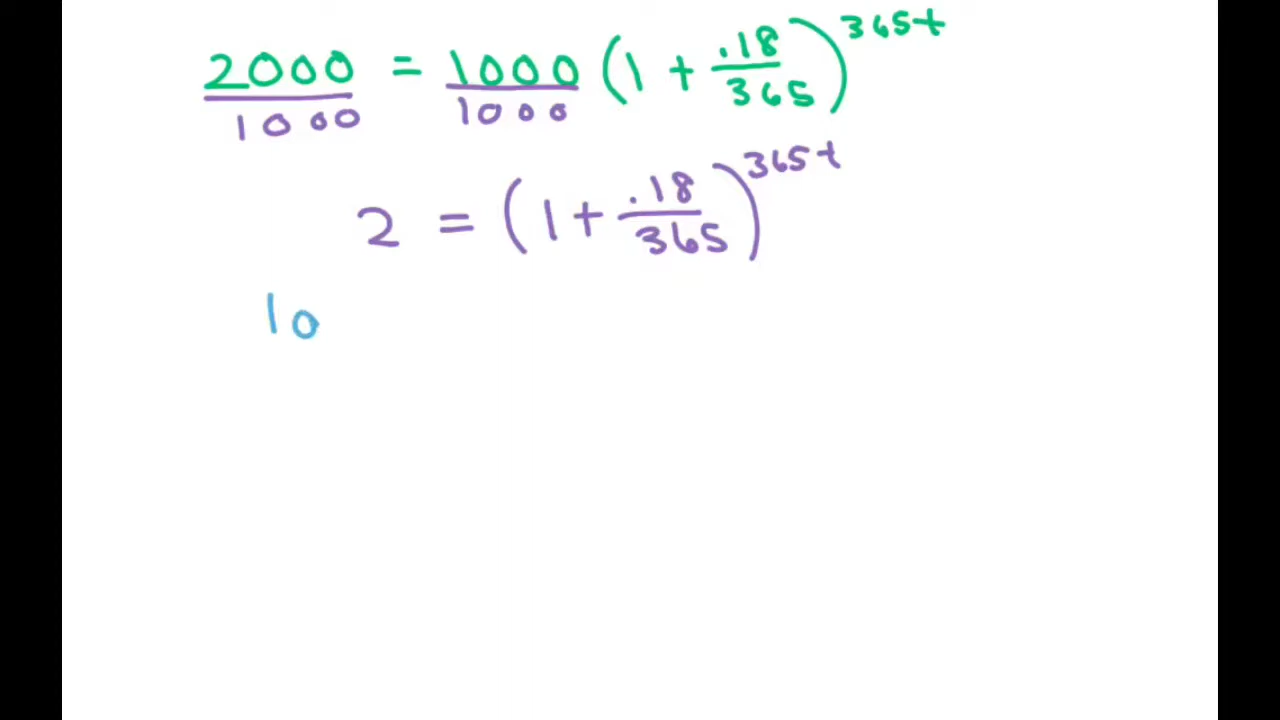 2000 = 1000 (1 + .18/365)^365t
1000 1000
2 = (1 + .18/365)^365t
lo